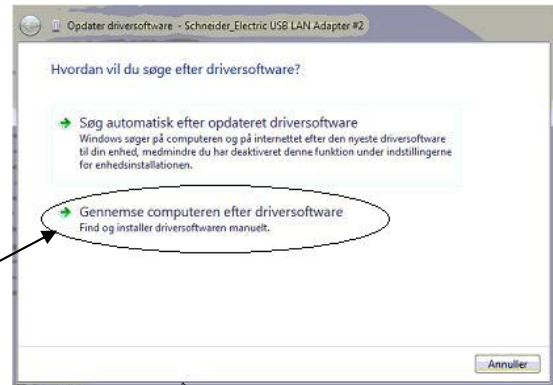 Opdater driversoftware - Schneider_Electric USB LAN Adapter #2
Hvordan vil du søge efter driversoftware?
Søg automatisk efter opdateret driversoftware
Windows søger på computeren og på internettet efter den nyeste driversoftware
til din enhed, medmindre du har deaktiveret denne funktion under indstillingerne
for enhedsinstallationen.
Gennemse computeren efter driversoftware
Find og installer driversoftwaren manuelt.
Annuller